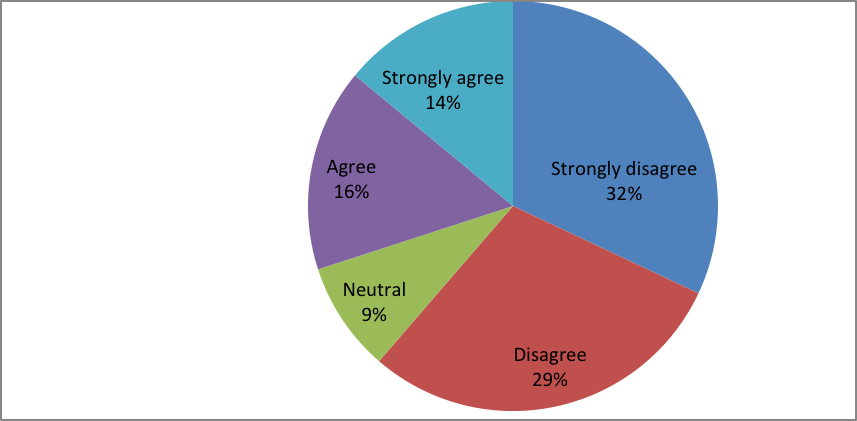 Strongly agree
14%
Strongly disagree
32%
Agree
16%
Neutral
9%
Disagree
29%